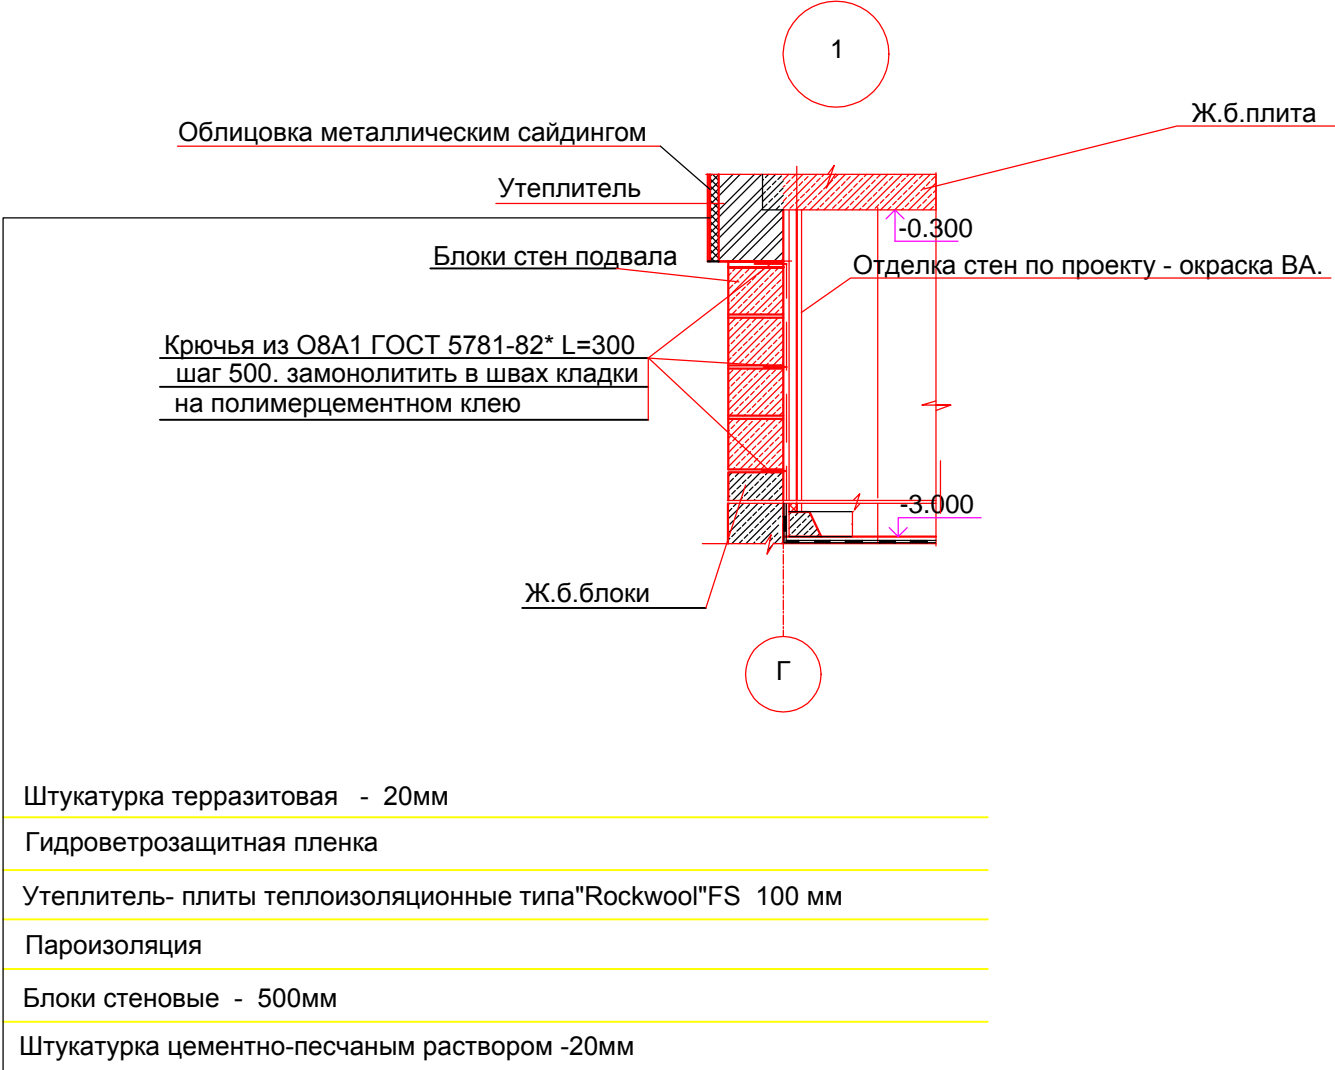 1
Ж.б.плита
Облицовка металлическим сайдингом
Утеплитель
-0.300
Блоки стен подвала
Отделка стен по проекту - окраска ВА.
Крючья из О8А1 ГОСТ 5781-82* L=300
шаг 500. замонолитить в швах кладки
на полимерцементном клею
-3.000
Ж.б.блоки
Г
Штукатурка терразитовая - 20мм
Гидроветрозащитная пленка
Утеплитель- плиты теплоизоляционные типа"Rockwool"FS 100 мм
Пароизоляция
Блоки стеновые - 500мм
Штукатурка цементно-песчаным раствором -20мм